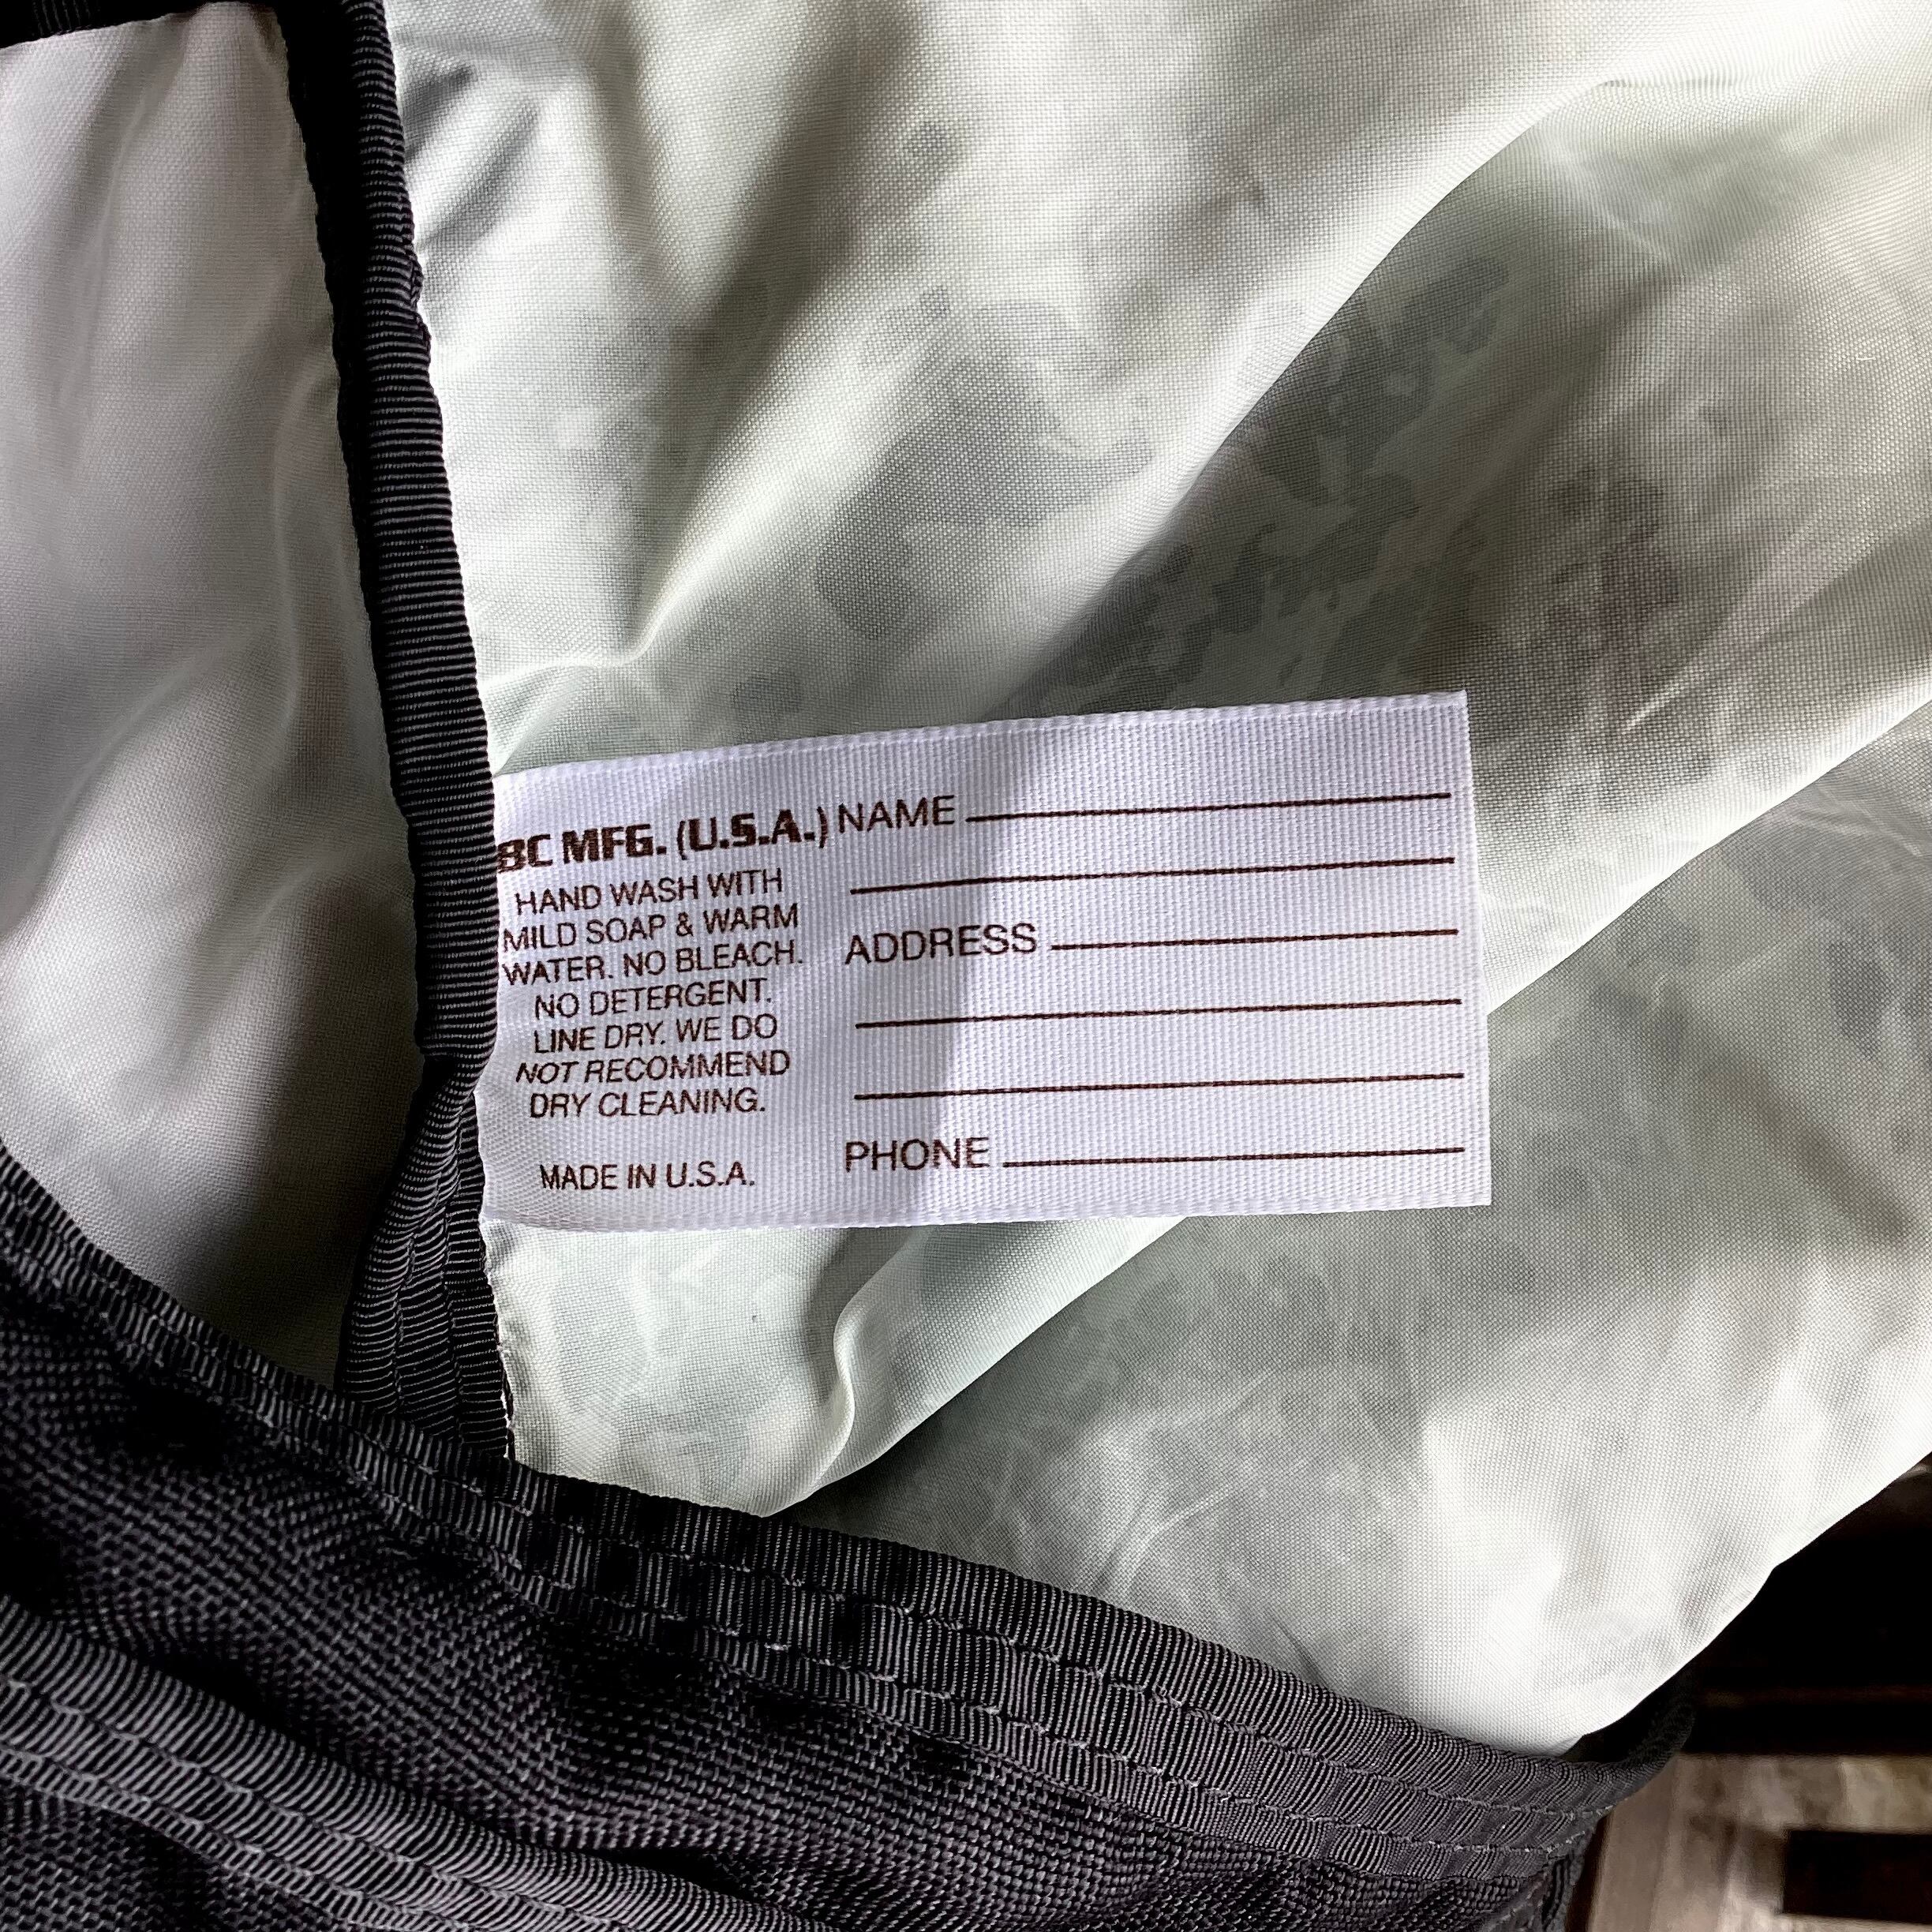 BC MFG. (U.S.A.)
HAND WASH WITH
MILD SOAP & WARM
WATER. NO BLEACH.
NO DETERGENT.
LINE DRY. WE DO
NOT RECOMMEND
DRY CLEANING.
MADE IN U.S.A.
NAME
ADDRESS
PHONE